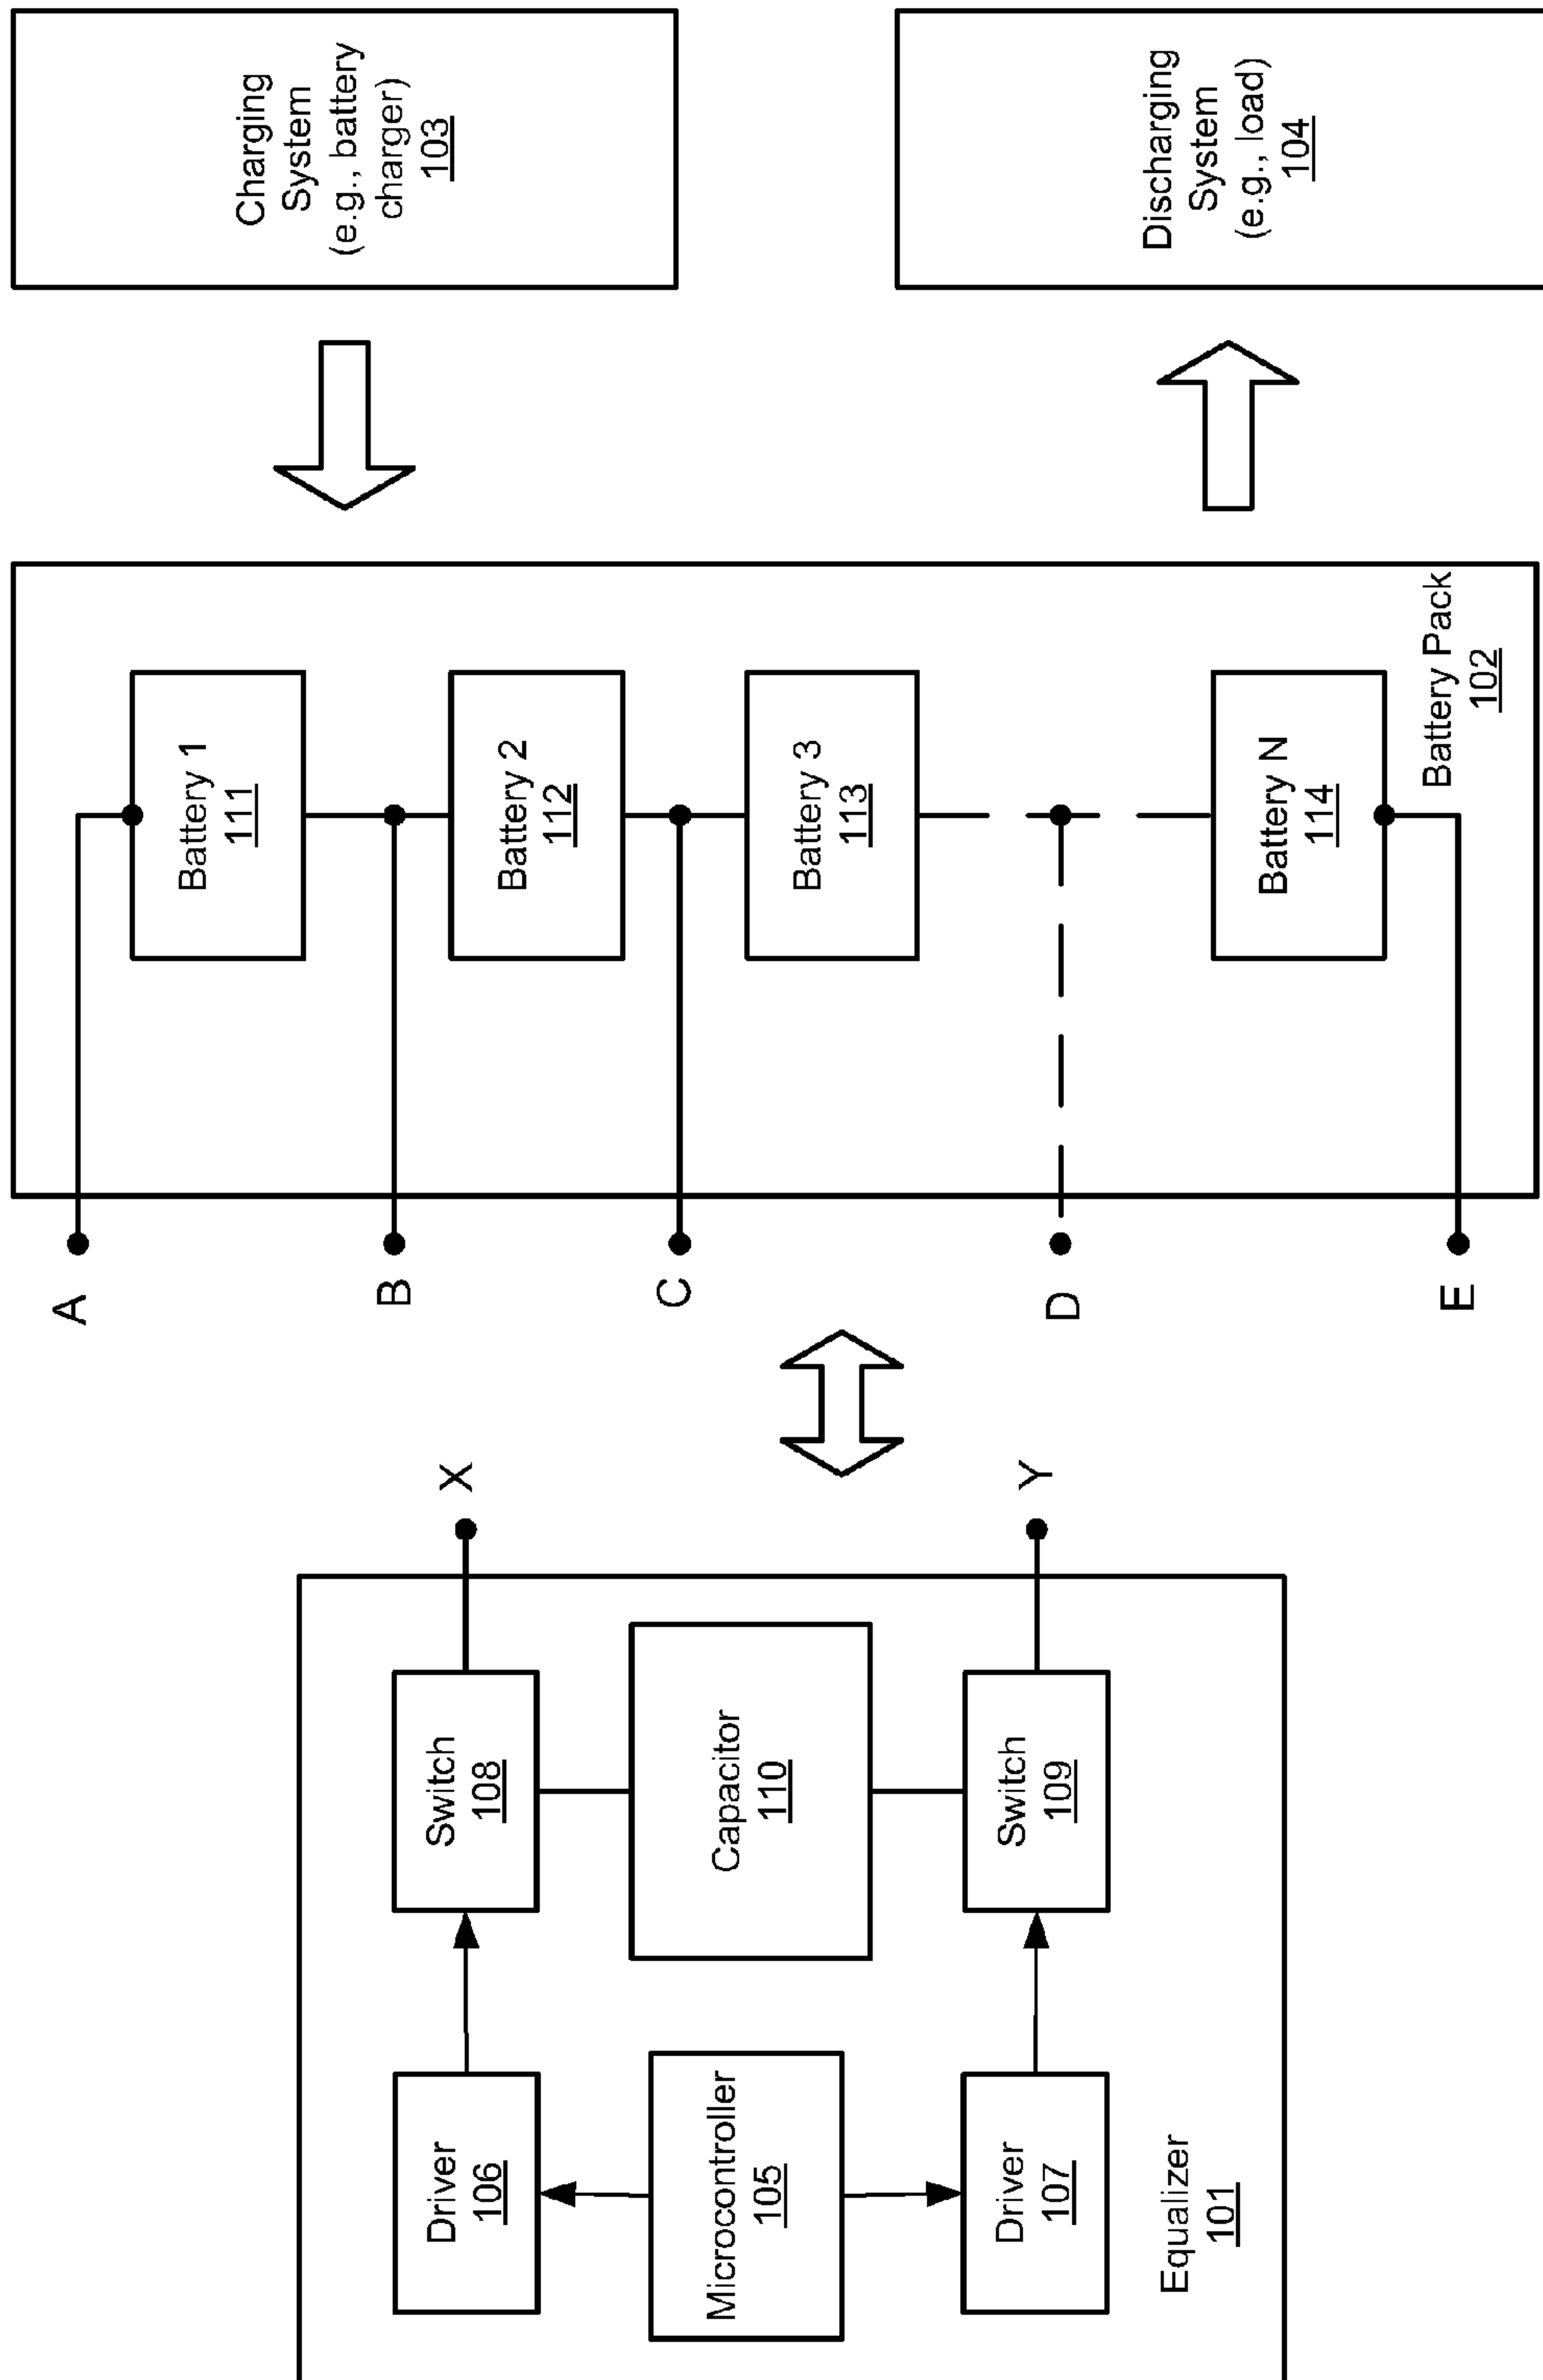 Equalizer
101
Driver
106
Microcontroller
105
Driver
107
Switch
108
Capacitor
110
Switch
109
X
Y
A
B
C
D
E
Battery 1
111
Battery 2
112
Battery 3
113
Battery N
114
Battery Pack
102
Charging
System
(e.g., battery
charger)
103
Discharging
System
(e.g., load)
104